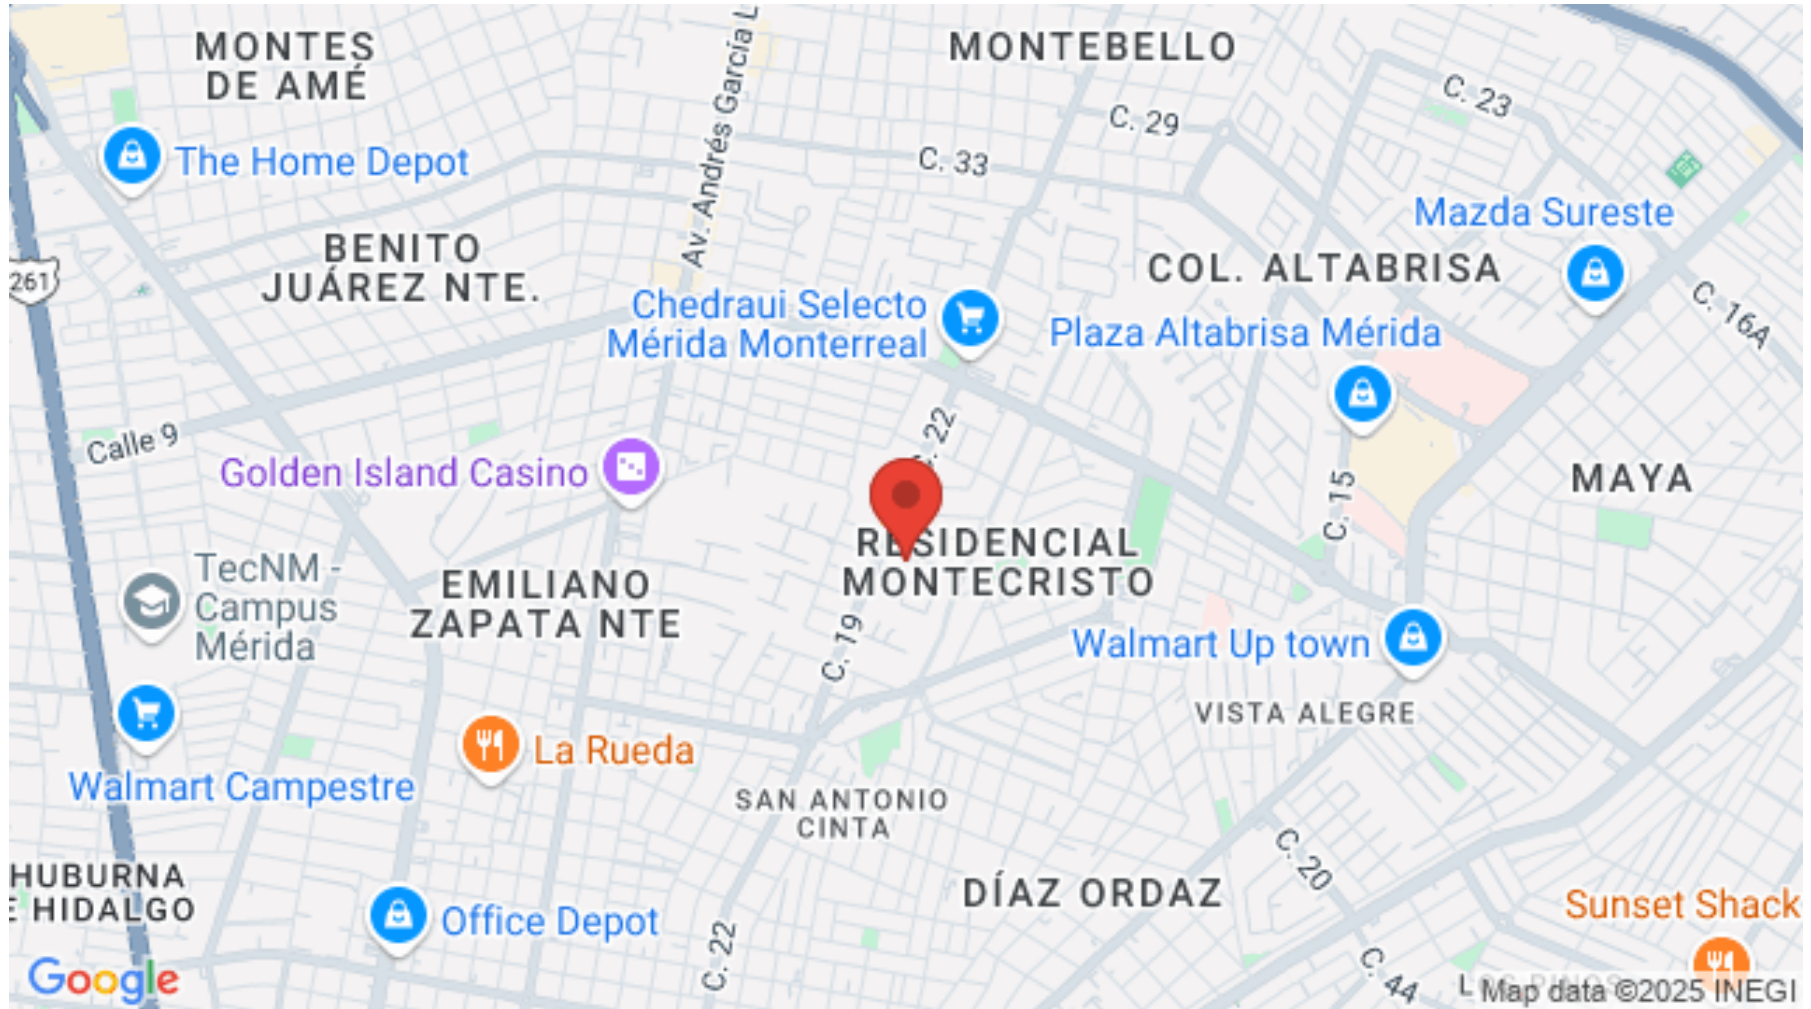 MONTES
DE AMÉ
MONTEBELLO
Av. Andrés García L
C. 23
C. 29
C. 33
The Home Depot
Mazda Sureste
BENITO
JUÁREZ NTE.
COL. ALTABRISA
261
Chedraui Selecto
Mérida Monterreal
C. 16A
Plaza Altabrisa Mérida
Calle 9
C. 22
Golden Island Casino
MAYA
C. 15
RESIDENCIAL
MONTECRISTO
TecNM -
Campus
Mérida
EMILIANO
ZAPATA NTE
C. 19
Walmart Up town
VISTA ALEGRE
La Rueda
Walmart Campestre
SAN ANTONIO
CINTA
C. 20
HUBURNA
E HIDALGO
DÍAZ ORDAZ
Sunset Shack
Office Depot
C. 22
C. 44
Google
Map data ©2025 INEGI